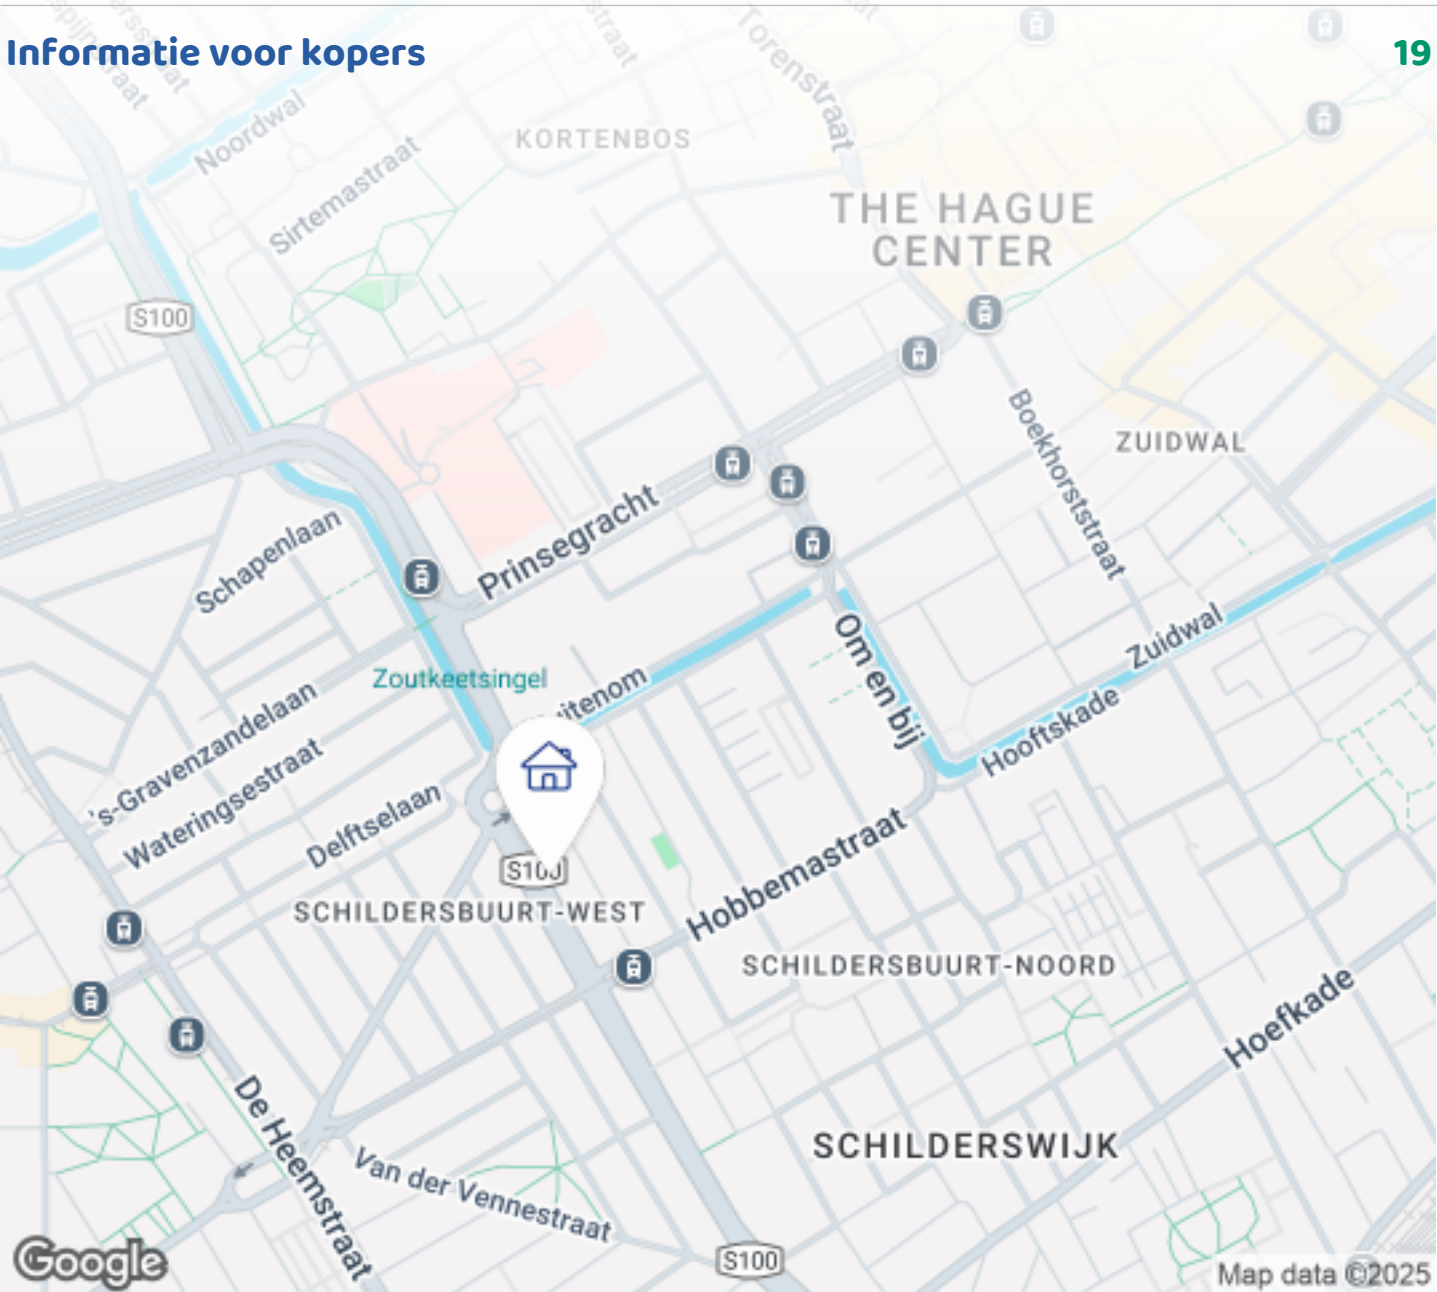 Informatie voor kopers
19
Torenstraat
Noordwal
KORTENBOS
Sirtemastraat
THE HAGUE
CENTER
S100
Boekhorststraat
ZUIDWAL
Prinsegracht
Schapenlaan
Om en bij
Zuidwal
Zoutkeetsingel
Hooftskade
's-Gravenzandelaan
Wateringsestraat
Delftselaan
Hobbemastraat
SCHILDERSBUURT-WEST
SCHILDERSBUURT-NOORD
Hoefkade
De Heemstraat
SCHILDERSWIJK
Van der Vennestraat
S100
Google
Map data ©2025